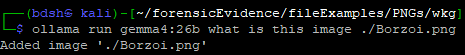 ┌──(bdsh㉿kali)-[~/forensicEvidence/fileExamples/PNGs/wkg]
└─$ ollama run gemma4:26b what is this image ./Borzoi.png
Added image './Borzoi.png'